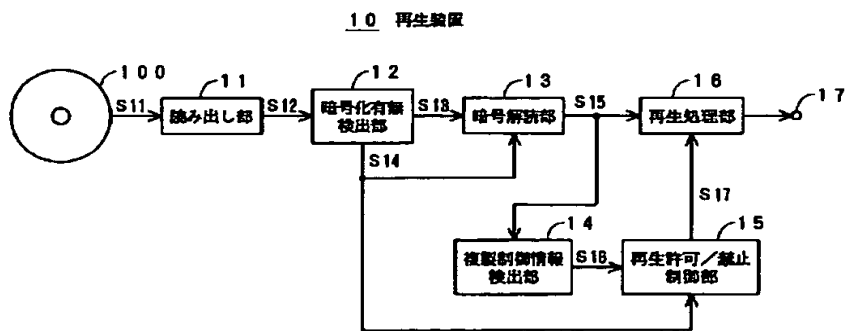 10 再生装置
100
11
12
13
16
17
S11
読み出し部
S12
暗号化有無
検出部
S13
暗号解読部
S15
再生処理部
S14
S17
14
15
複製制御情報
検出部
S16
再生許可／禁止
制御部